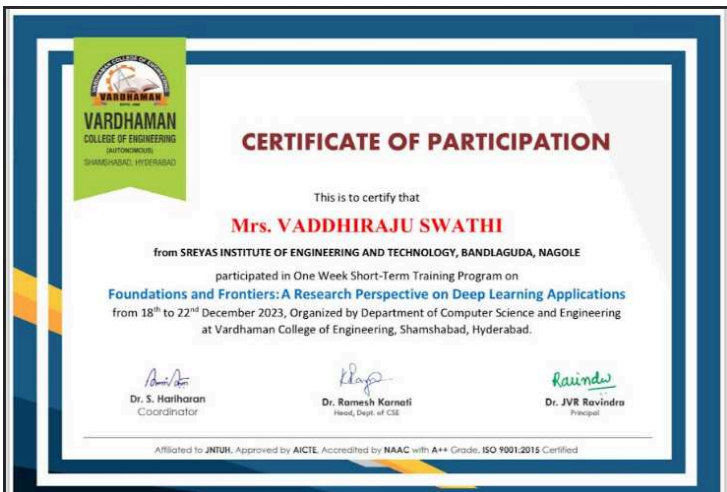 VARDHAMAN COLLEGE OF ENGINEERING
VARDHAMAN
VARDHAMAN
COLLEGE OF ENGINEERING
(AUTONOMOUS)
SHAMSHABAD, HYDERABAD
CERTIFICATE OF PARTICIPATION
This is to certify that
Mrs. VADDHIRAJU SWATHI
from SREYAS INSTITUTE OF ENGINEERING AND TECHNOLOGY, BANDLAGUDA, NAGOLE
participated in One Week Short-Term Training Program on
Foundations and Frontiers: A Research Perspective on Deep Learning Applications
from 18th to 22nd December 2023, Organized by Department of Computer Science and Engineering
at Vardhaman College of Engineering, Shamshabad, Hyderabad.
Ravindra
Dr. S. Hariharan
Coordinator
Dr. Ramesh Karnati
Head, Dept. of CSE
Dr. JVR Ravindra
Principal
Affiliated to JNTUH, Approved by AICTE, Accredited by NAAC with A++ Grade, ISO 9001:2015 Certified